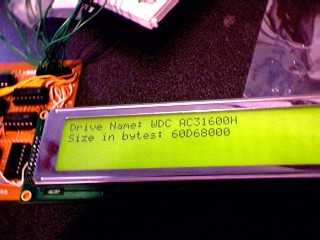 Drive Name: WDC AC31600H
Size in bytes: 60D68000